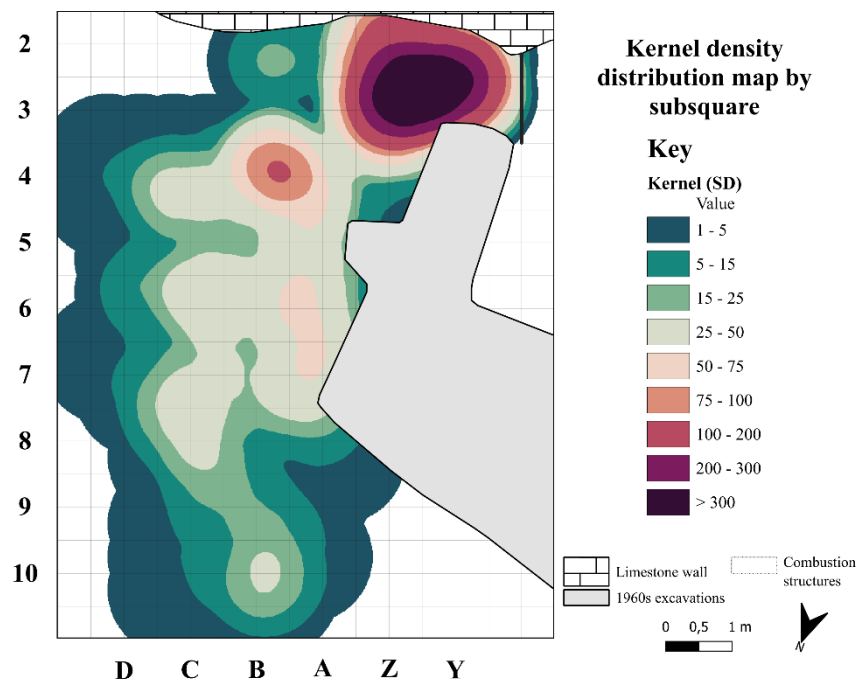 2
3
4
5
6
7
8
9
10
D C B A Z Y
Kernel density
distribution map by
subsquare
Key
Kernel (SD)
Value
1 - 5
5 - 15
15 - 25
25 - 50
50 - 75
75 - 100
100 - 200
200 - 300
> 300
Limestone wall
Combustion
structures
1960s excavations
0 0,5 1 m
N